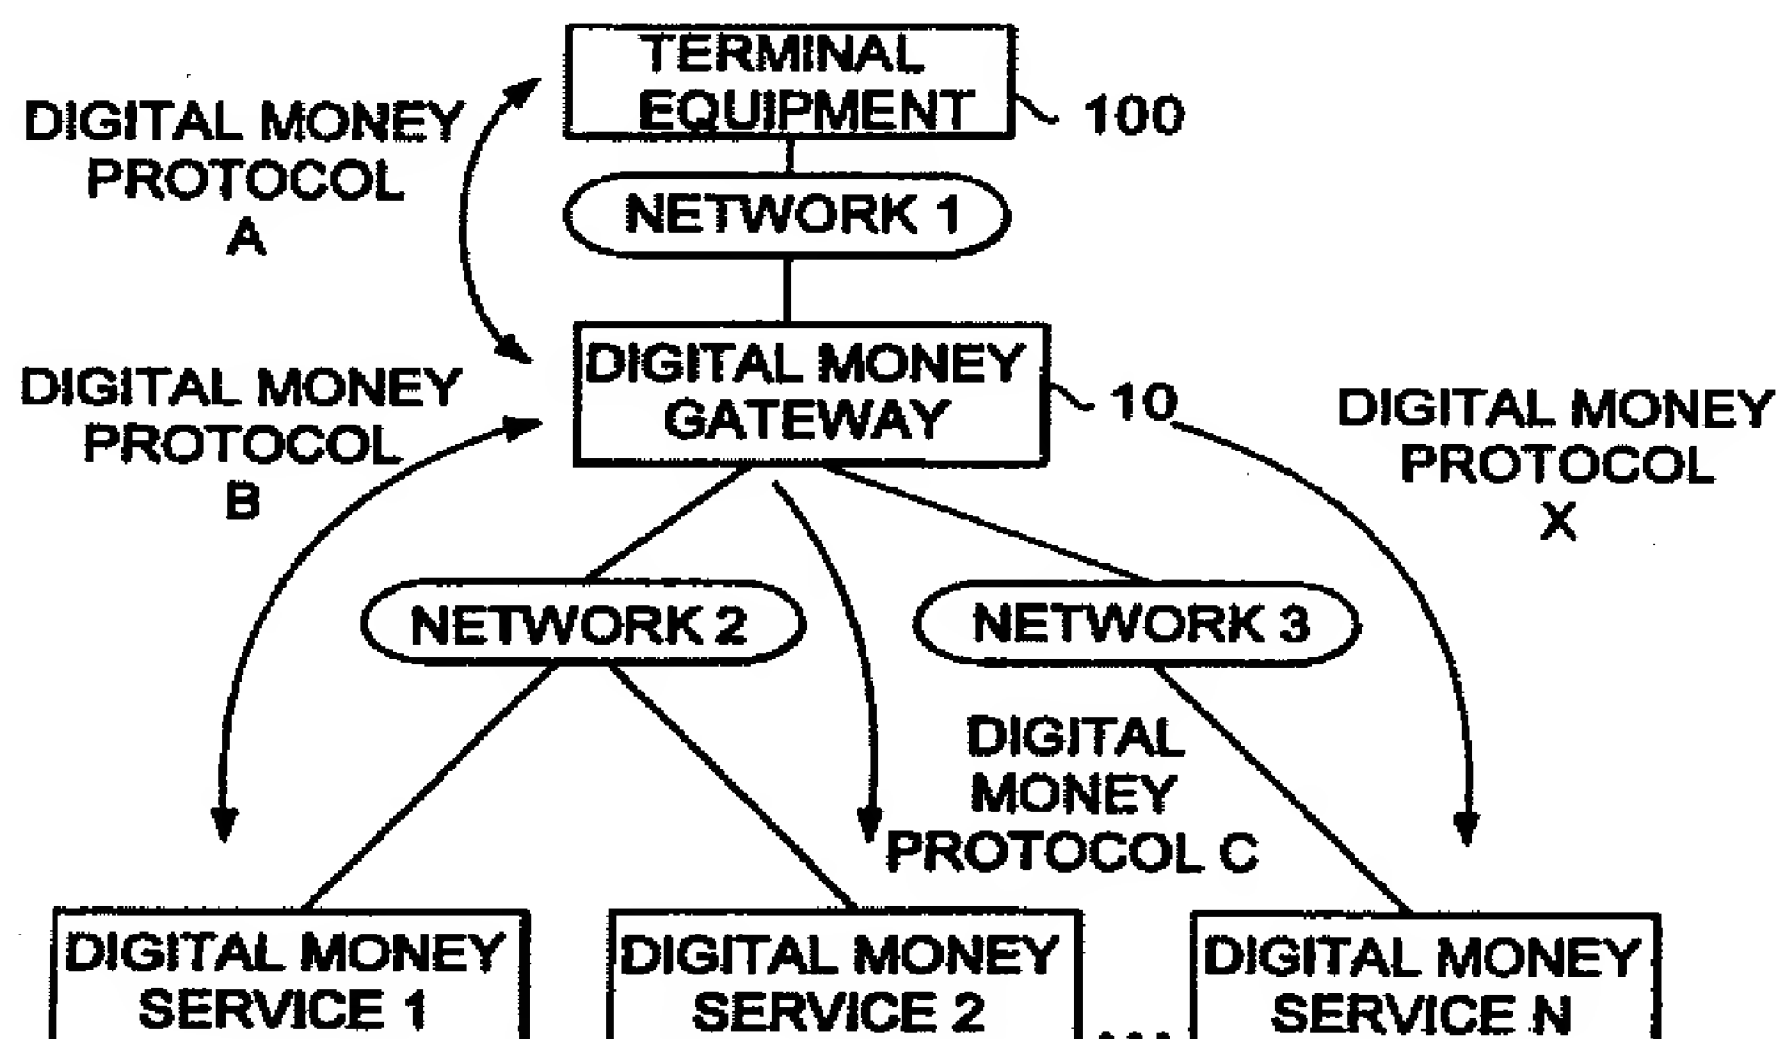 TERMINAL
EQUIPMENT
100
DIGITAL MONEY
PROTOCOL
A
NETWORK 1
DIGITAL MONEY
GATEWAY
10
DIGITAL MONEY
PROTOCOL
B
DIGITAL MONEY
PROTOCOL
X
NETWORK 2
NETWORK 3
DIGITAL
MONEY
PROTOCOL C
DIGITAL MONEY
SERVICE 1
DIGITAL MONEY
SERVICE 2
...
DIGITAL MONEY
SERVICE N